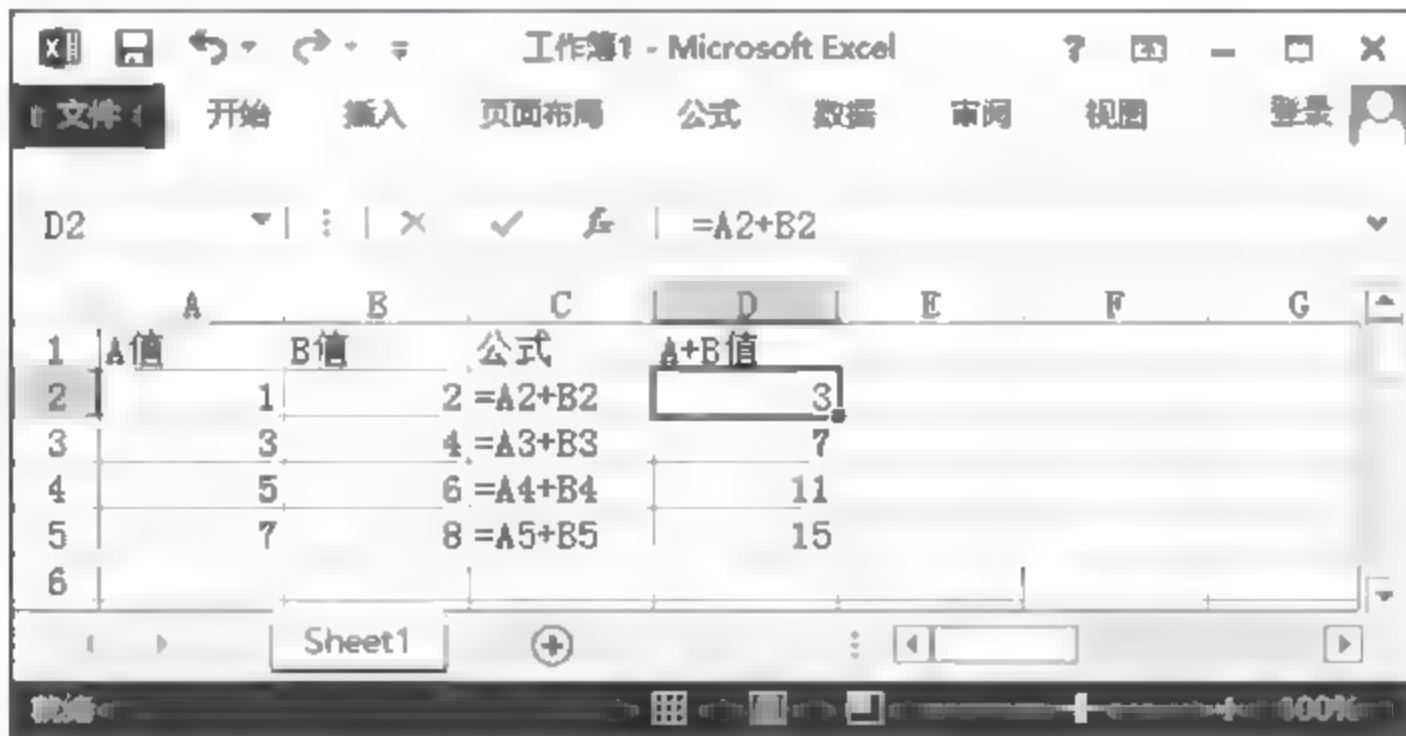 工作簿1 - Microsoft Excel
文件 开始 插入 页面布局 公式 数据 审阅 视图 登录
D2 fx =A2+B2
A B C D E F G
1 A值 B值 公式 A+B值
2 1 2 =A2+B2 3
3 3 4 =A3+B3 7
4 5 6 =A4+B4 11
5 7 8 =A5+B5 15
6
Sheet1
就绪 100%